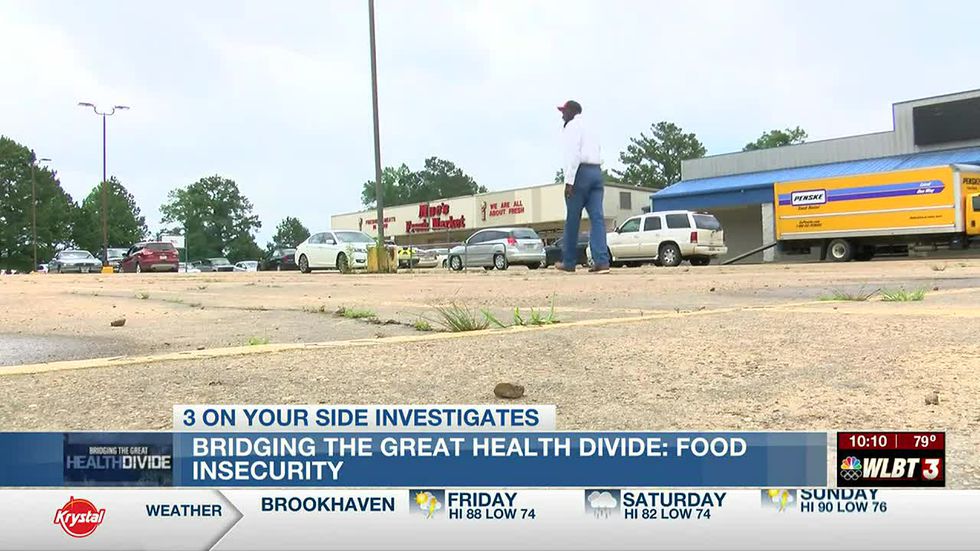 WE ARE ALL
ABOUT FRESH
Market
PENSKE
3 ON YOUR SIDE INVESTIGATES
BRIDGING THE GREAT
HEALTH DIVIDE
BRIDGING THE GREAT HEALTH DIVIDE: FOOD
INSECURITY
10:10 79°
WLBT 3
Krystal
WEATHER
BROOKHAVEN
FRIDAY
HI 88 LOW 74
SATURDAY
HI 82 LOW 74
SUNDAY
HI 90 LOW 76